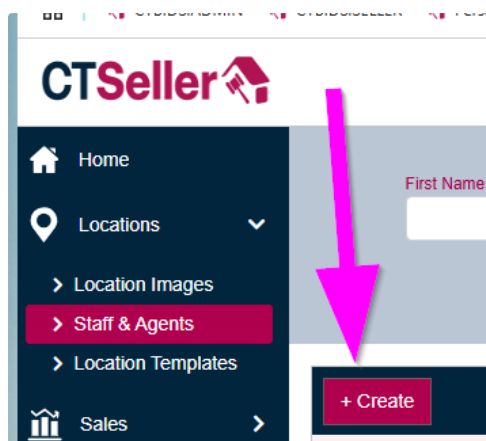 CTSeller
Home
First Name
Locations
Location Images
Staff & Agents
Location Templates
+ Create
Sales